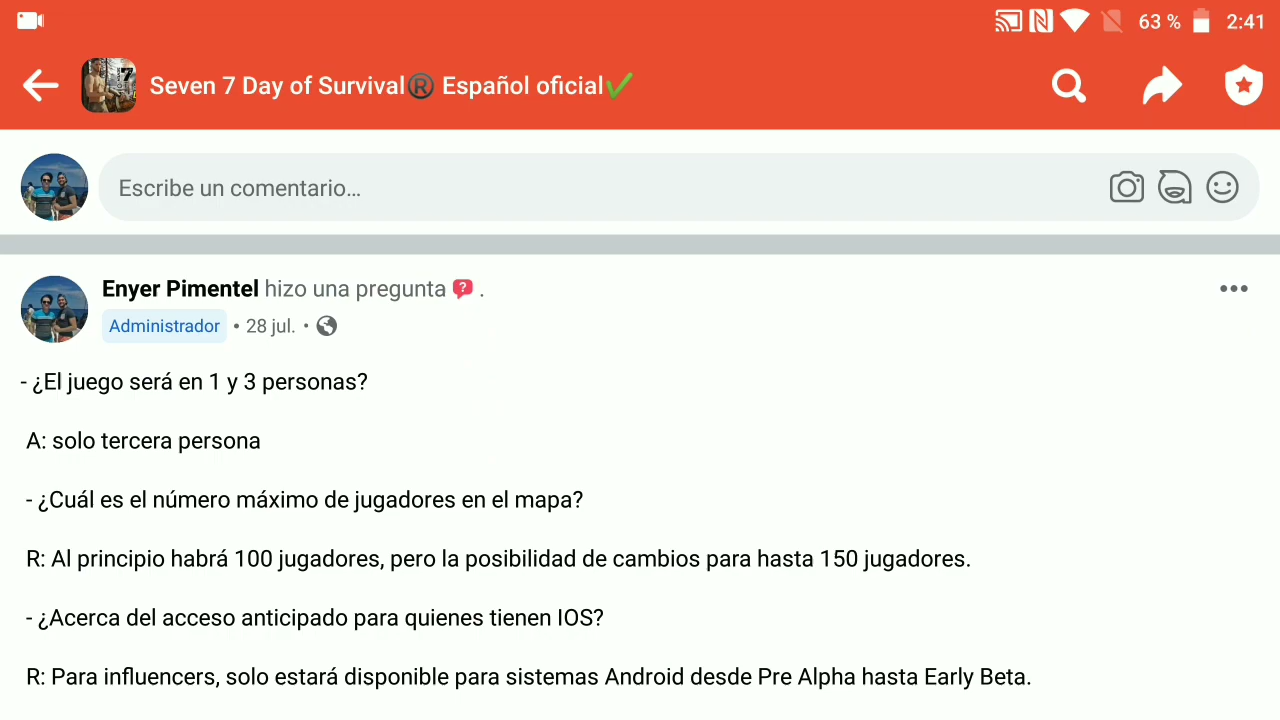 63 % 2:41
7
Seven 7 Day of Survival®️ Español oficial✔
Escribe un comentario...
Enyer Pimentel hizo una pregunta ? .
Administrador • 28 jul. •
- ¿El juego será en 1 y 3 personas?
A: solo tercera persona
- ¿Cuál es el número máximo de jugadores en el mapa?
R: Al principio habrá 100 jugadores, pero la posibilidad de cambios para hasta 150 jugadores.
- ¿Acerca del acceso anticipado para quienes tienen IOS?
R: Para influencers, solo estará disponible para sistemas Android desde Pre Alpha hasta Early Beta.